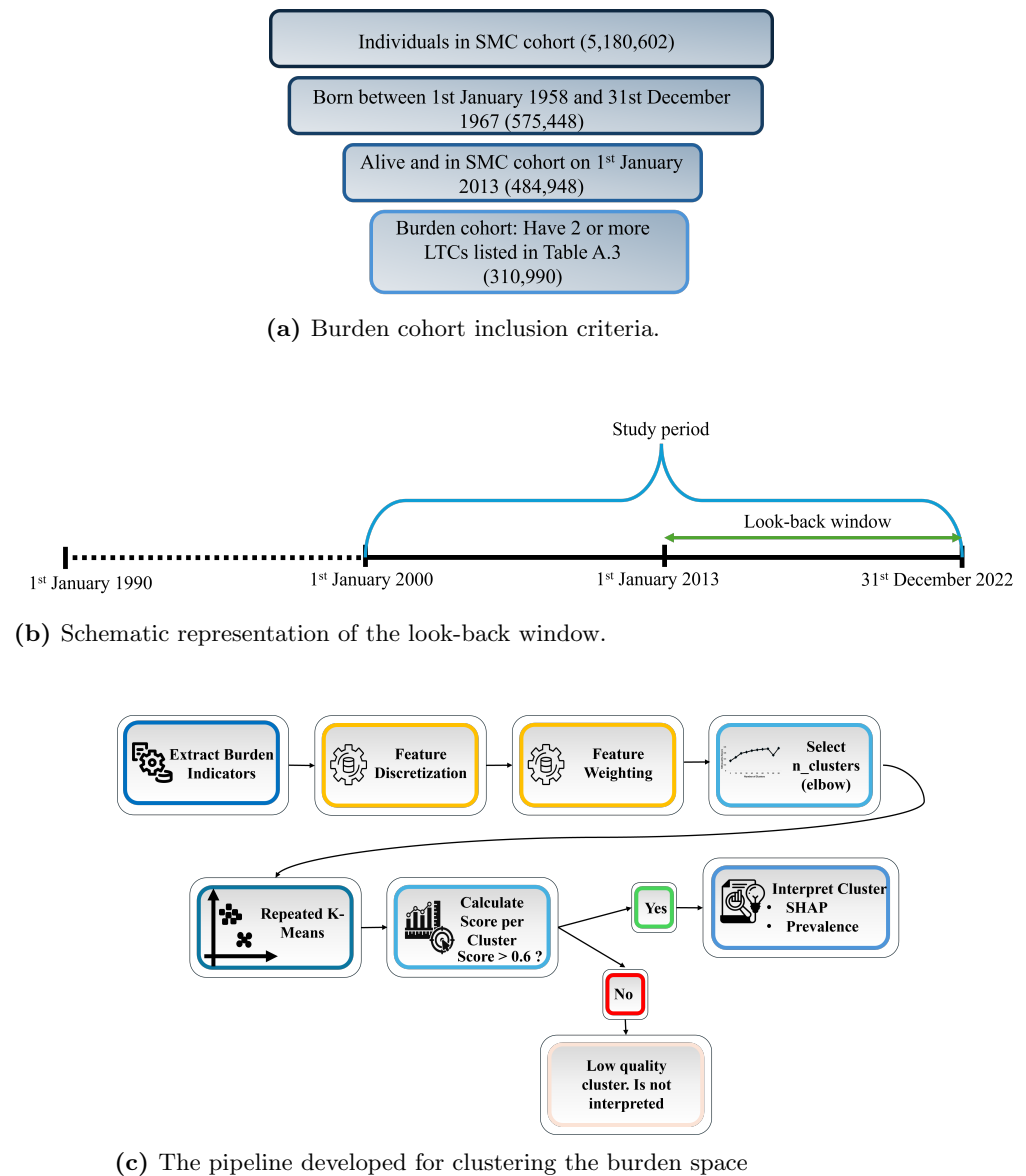 Individuals in SMC cohort (5,180,602)
Born between 1st January 1958 and 31st December
1967 (575,448)
Alive and in SMC cohort on 1st January
2013 (484,948)
Burden cohort: Have 2 or more
LTCs listed in Table A.3
(310,990)
(a) Burden cohort inclusion criteria.
Study period
Look-back window
1st January 1990
1st January 2000
1st January 2013
31st December 2022
(b) Schematic representation of the look-back window.
Extract Burden
Indicators
Feature
Discretization
Feature
Weighting
Select
n_clusters
(elbow)
Repeated K-
Means
Calculate
Score per
Cluster
Score > 0.6 ?
Yes
Interpret Cluster
• SHAP
• Prevalence
No
Low quality
cluster. Is not
interpreted
(c) The pipeline developed for clustering the burden space